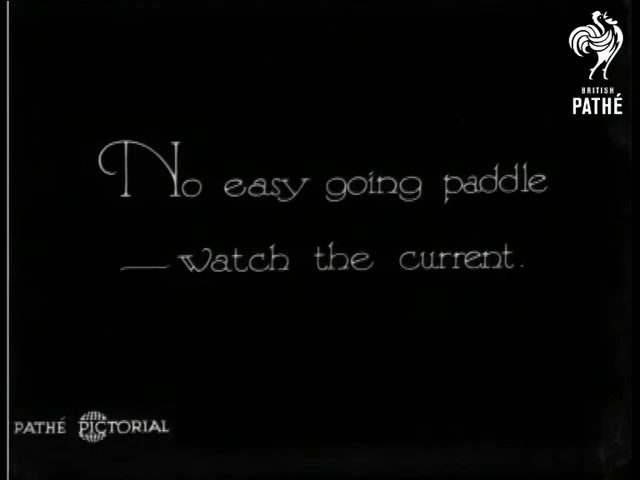 BRITISH
PATHÉ
No easy going paddle
— watch the current.
PATHÉ PICTORIAL